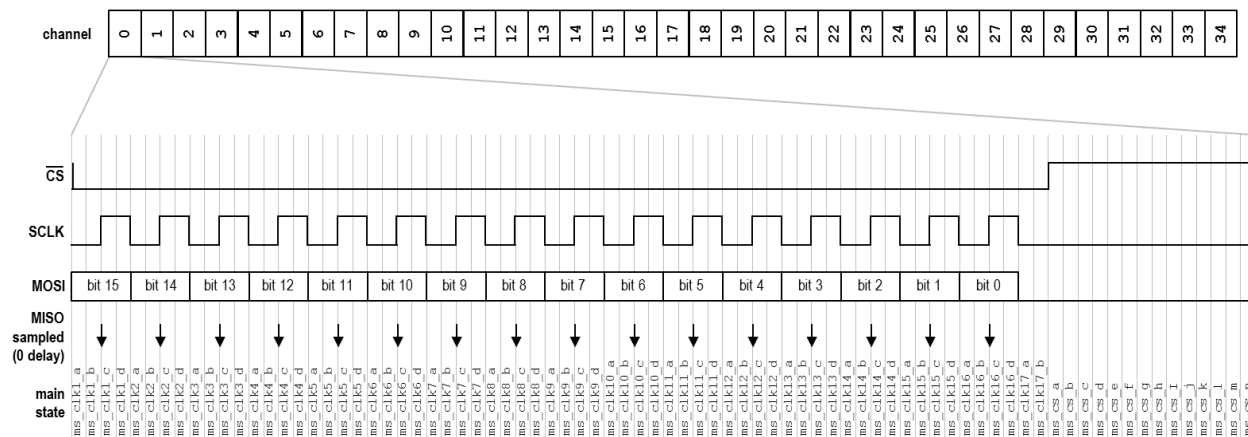 channel 0 1 2 3 4 5 6 7 8 9 10 11 12 13 14 15 16 17 18 19 20 21 22 23 24 25 26 27 28 29 30 31 32 33 34
CS
SCLK
MOSI bit 15 bit 14 bit 13 bit 12 bit 11 bit 10 bit 9 bit 8 bit 7 bit 6 bit 5 bit 4 bit 3 bit 2 bit 1 bit 0
MISO
sampled
(0 delay)
main
state
ms_clk1_a
ms_clk1_b
ms_clk1_c
ms_clk1_d
ms_clk2_a
ms_clk2_b
ms_clk2_c
ms_clk2_d
ms_clk3_a
ms_clk3_b
ms_clk3_c
ms_clk3_d
ms_clk4_a
ms_clk4_b
ms_clk4_c
ms_clk4_d
ms_clk5_a
ms_clk5_b
ms_clk5_c
ms_clk5_d
ms_clk6_a
ms_clk6_b
ms_clk6_c
ms_clk6_d
ms_clk7_a
ms_clk7_b
ms_clk7_c
ms_clk7_d
ms_clk8_a
ms_clk8_b
ms_clk8_c
ms_clk8_d
ms_clk9_a
ms_clk9_b
ms_clk9_c
ms_clk9_d
ms_clk10_a
ms_clk10_b
ms_clk10_c
ms_clk10_d
ms_clk11_a
ms_clk11_b
ms_clk11_c
ms_clk11_d
ms_clk12_a
ms_clk12_b
ms_clk12_c
ms_clk12_d
ms_clk13_a
ms_clk13_b
ms_clk13_c
ms_clk13_d
ms_clk14_a
ms_clk14_b
ms_clk14_c
ms_clk14_d
ms_clk15_a
ms_clk15_b
ms_clk15_c
ms_clk15_d
ms_clk16_a
ms_clk16_b
ms_clk16_c
ms_clk16_d
ms_clk17_a
ms_clk17_b
ms_cs_a
ms_cs_b
ms_cs_c
ms_cs_d
ms_cs_e
ms_cs_f
ms_cs_g
ms_cs_h
ms_cs_I
ms_cs_j
ms_cs_k
ms_cs_l
ms_cs_m
ms_cs_n